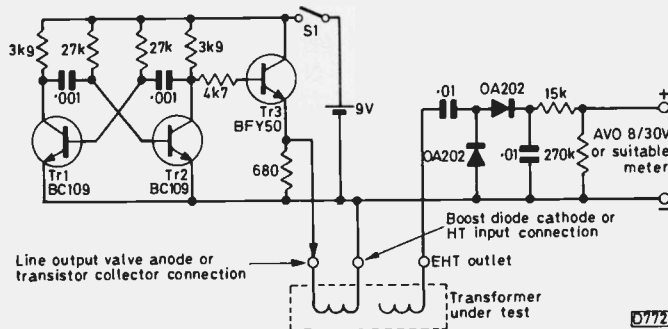 3k9
27k
27k
3k9
S1
.001
.001
4k7
Tr3
BFY50
9V
.01
OA202
15k
+
OA202
.01
270k
AVO 8/30V
or suitable
meter
Tr1
BC109
Tr2
BC109
680
−
Boost diode cathode or
HT input connection
Line output valve anode or
transistor collector connection
EHT outlet
Transformer
under test
D772